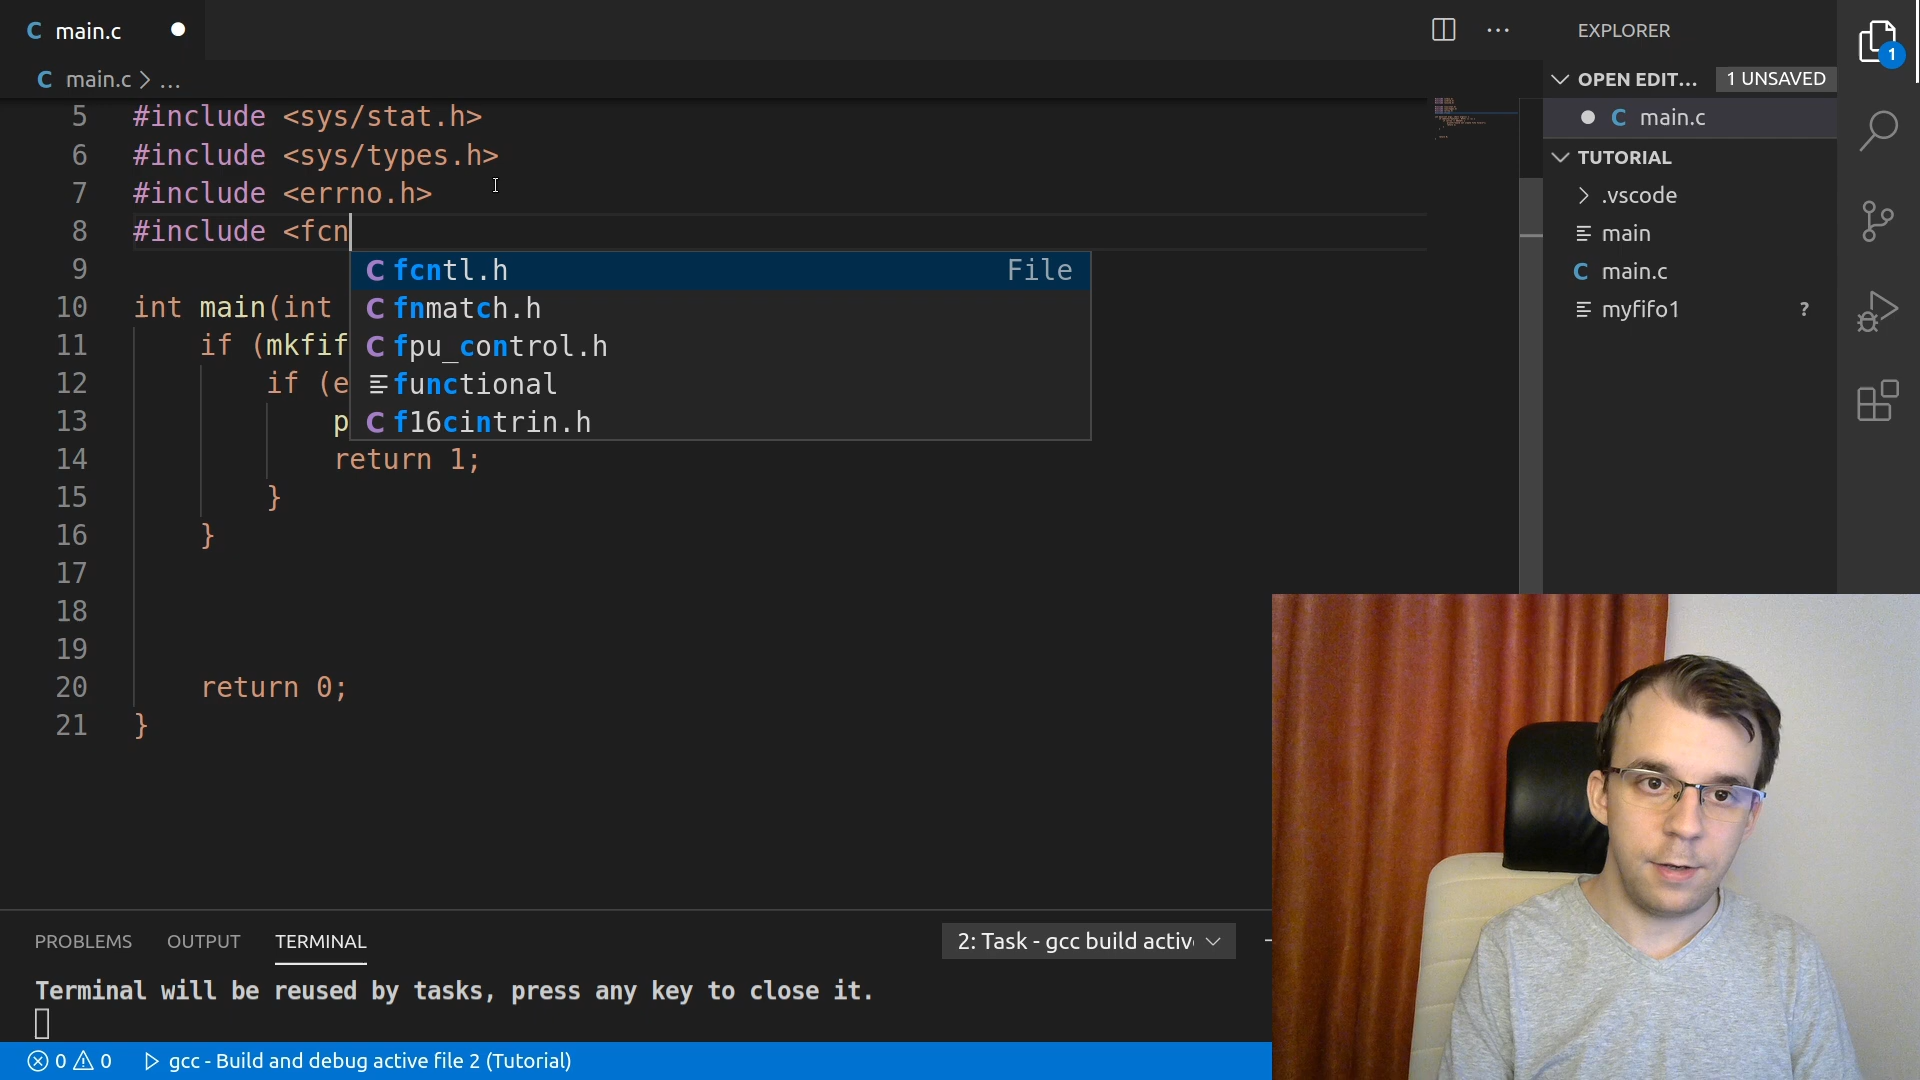 C main.c
C main.c > ...
5 #include <sys/stat.h>
6 #include <sys/types.h>
7 #include <errno.h>
8 #include <fcn
9
10 int main(int
11 if (mkfif
12 if (e
13 p
14 return 1;
15 }
16 }
17
18
19
20 return 0;
21 }
C fcntl.h File
C fnmatch.h
C fpu_control.h
functional
C f16cintrin.h
EXPLORER
OPEN EDIT... 1 UNSAVED
C main.c
TUTORIAL
> .vscode
main
C main.c
myfifo1 ?
1
PROBLEMS OUTPUT TERMINAL
2: Task - gcc build activ
Terminal will be reused by tasks, press any key to close it.
0 0 gcc - Build and debug active file 2 (Tutorial)